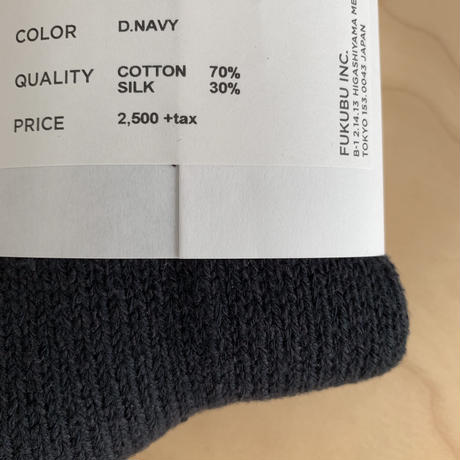 COLOR D.NAVY
QUALITY COTTON 70%
SILK 30%
PRICE 2,500 +tax
FUKUBU INC.
B-1 2.14.13 HIGASHIYAMA
TOKYO 153.0043 JAPAN